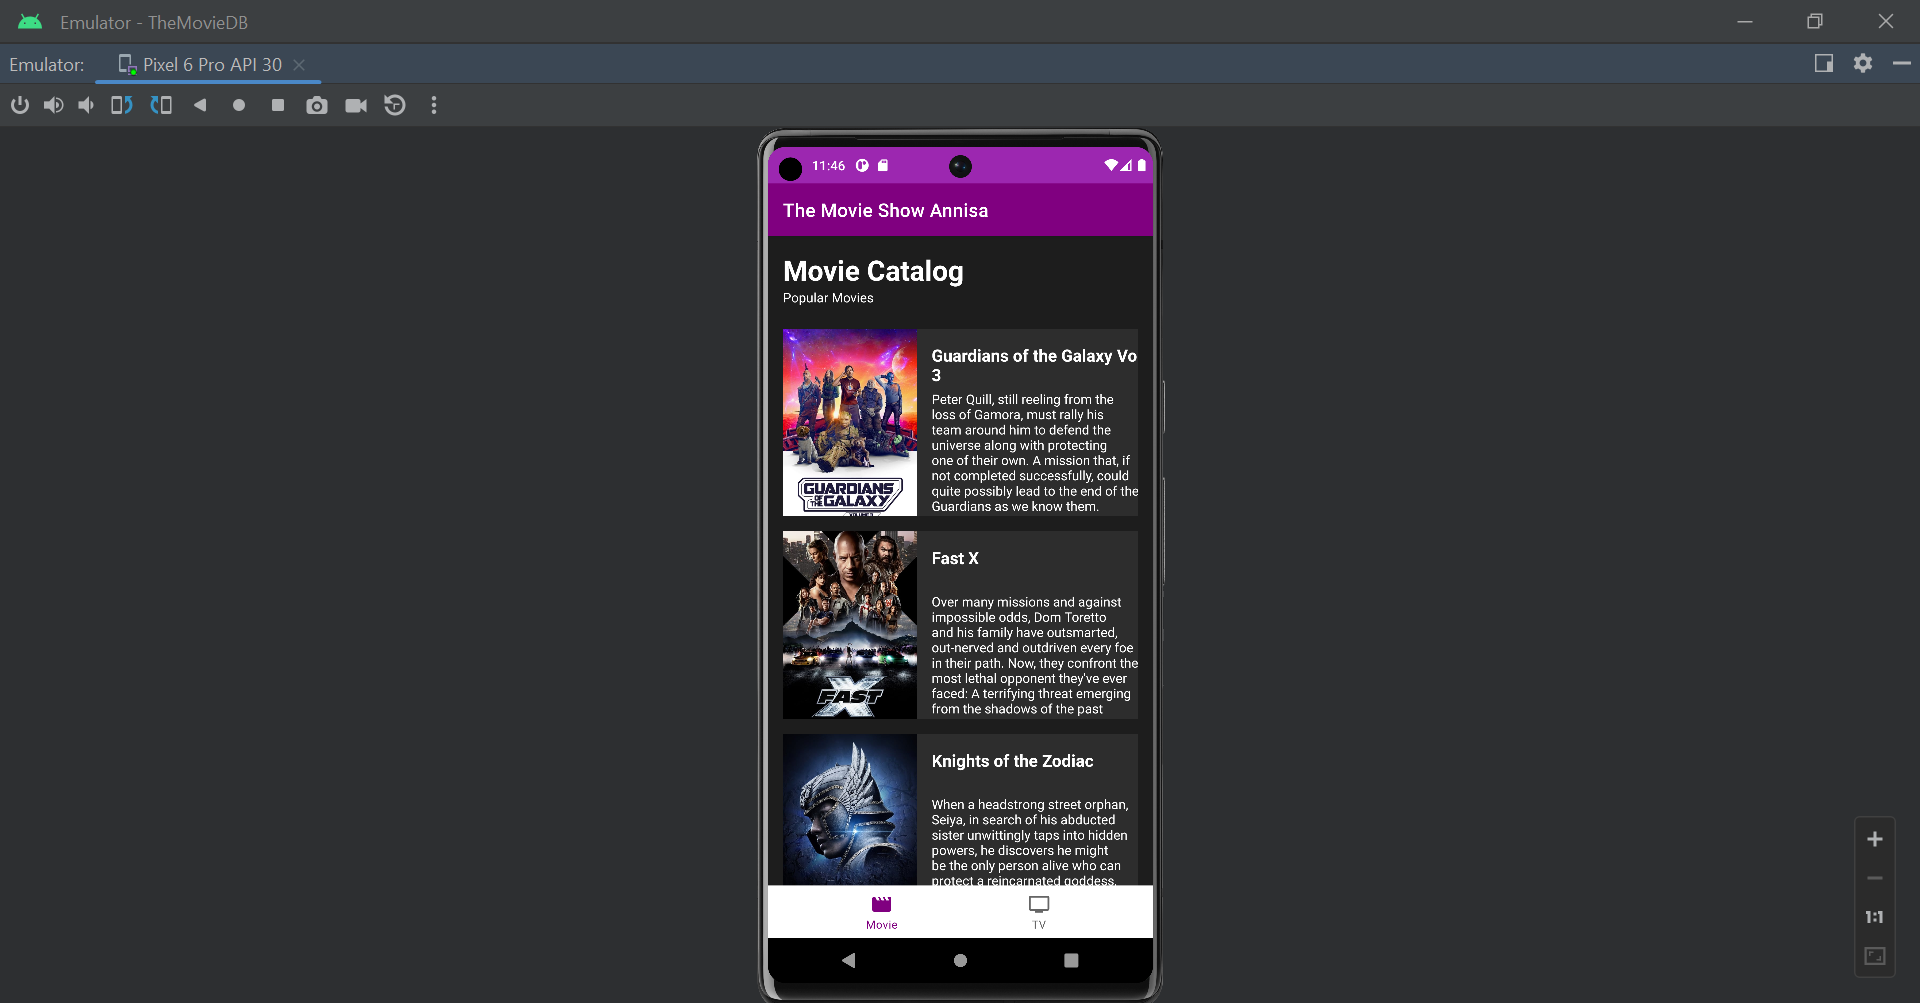 Emulator - TheMovieDB
Emulator:
Pixel 6 Pro API 30
11:46
The Movie Show Annisa
Movie Catalog
Popular Movies
GUARDIANS
OF THE GALAXY
Guardians of the Galaxy Vo
3
Peter Quill, still reeling from the
loss of Gamora, must rally his
team around him to defend the
universe along with protecting
one of their own. A mission that, if
not completed successfully, could
quite possibly lead to the end of the
Guardians as we know them.
FAST X
Fast X
Over many missions and against
impossible odds, Dom Toretto
and his family have outsmarted,
out-nerved and outdriven every foe
in their path. Now, they confront the
most lethal opponent they've ever
faced: A terrifying threat emerging
from the shadows of the past
Knights of the Zodiac
When a headstrong street orphan,
Seiya, in search of his abducted
sister unwittingly taps into hidden
powers, he discovers he might
be the only person alive who can
protect a reincarnated goddess,
Movie
TV
1:1